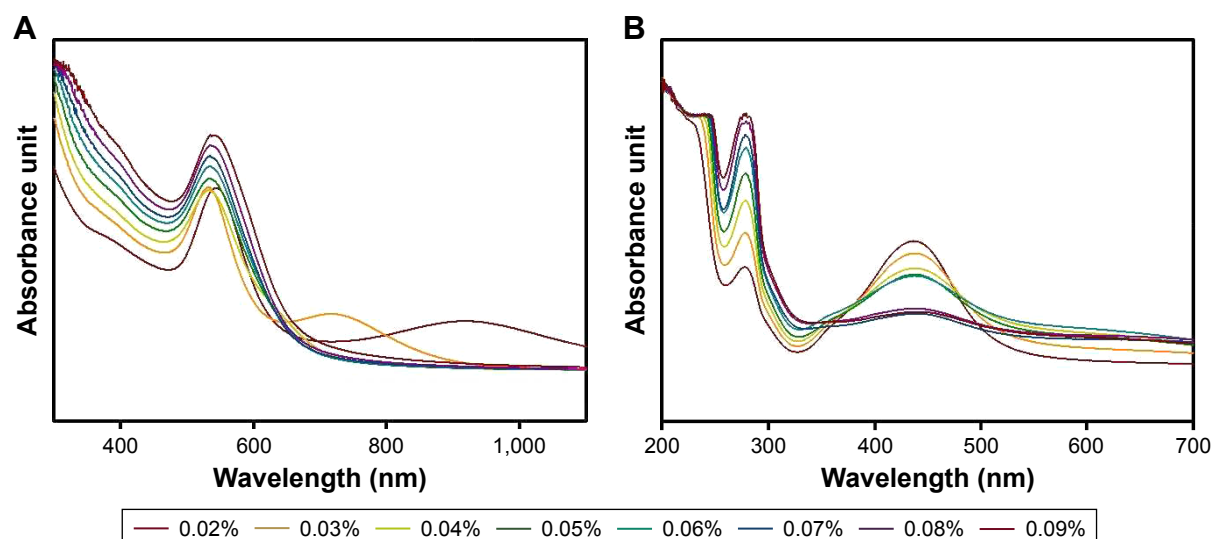 A
B
Absorbance unit
Absorbance unit
400 600 800 1,000
200 300 400 500 600 700
Wavelength (nm)
Wavelength (nm)
0.02% 0.03% 0.04% 0.05% 0.06% 0.07% 0.08% 0.09%